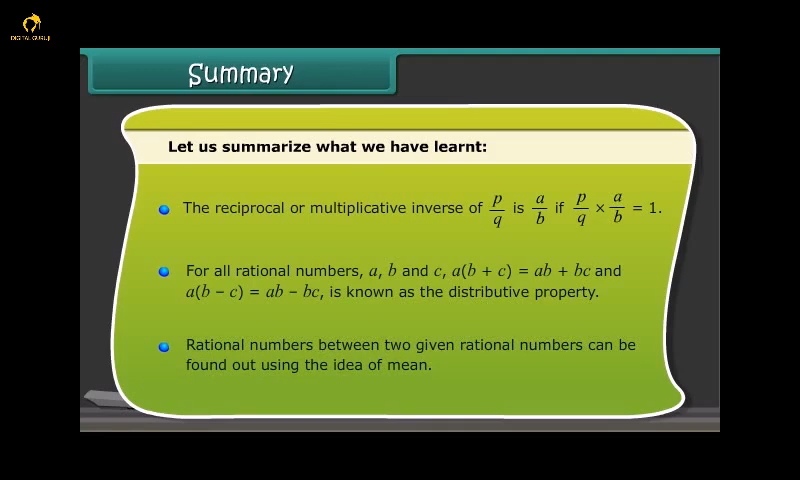 DIGITAL GURUJI
Summary
Let us summarize what we have learnt:
The reciprocal or multiplicative inverse of p/q is a/b if p/q × a/b = 1.
For all rational numbers, a, b and c, a(b + c) = ab + bc and
a(b − c) = ab − bc, is known as the distributive property.
Rational numbers between two given rational numbers can be
found out using the idea of mean.